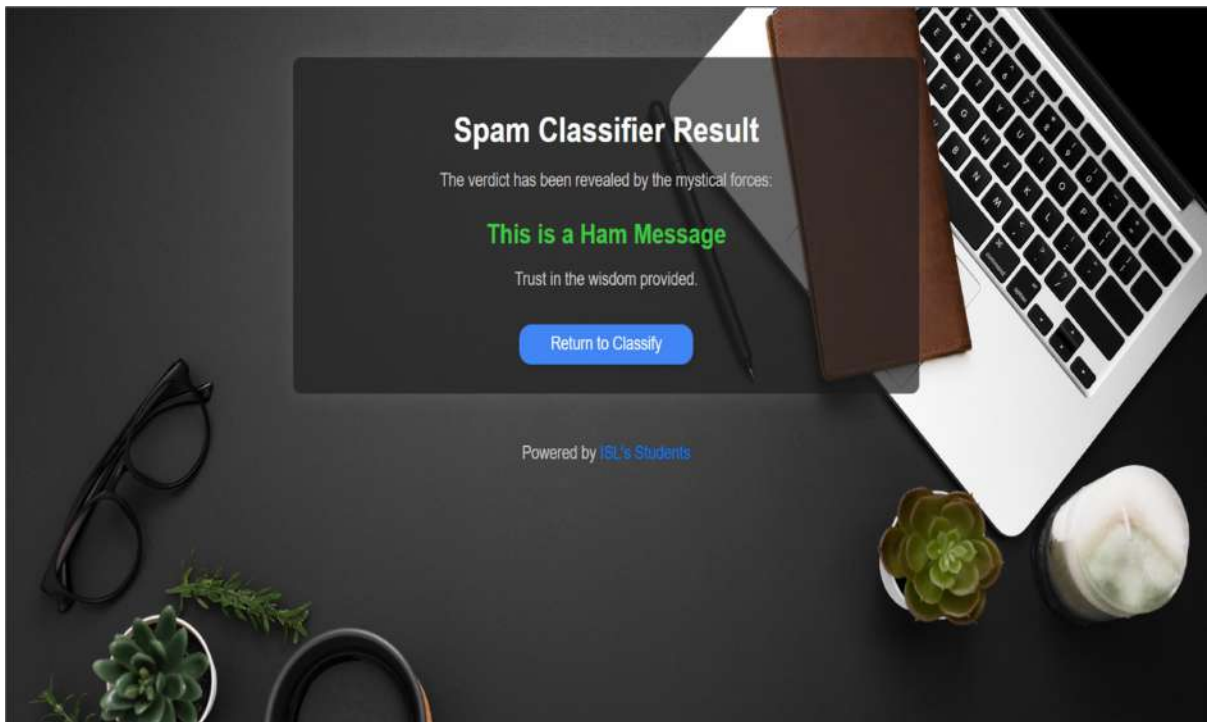 Spam Classifier Result
The verdict has been revealed by the mystical forces:
This is a Ham Message
Trust in the wisdom provided.
Return to Classify
Powered by ISL's Students